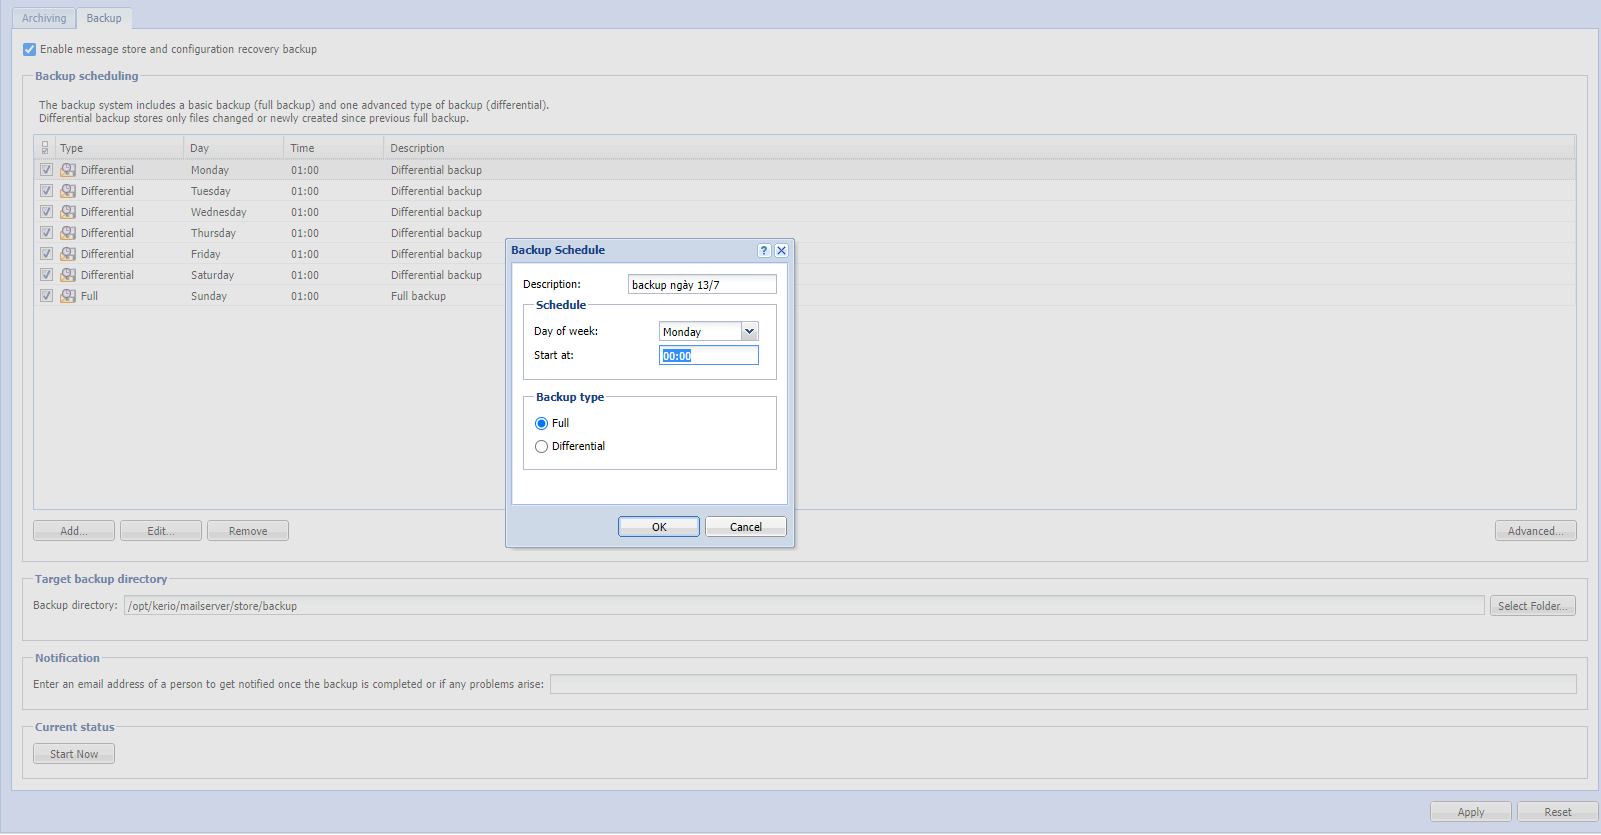 Archiving
Backup
Enable message store and configuration recovery backup
Backup scheduling
The backup system includes a basic backup (full backup) and one advanced type of backup (differential).
Differential backup stores only files changed or newly created since previous full backup.
Type Day Time Description
Differential Monday 01:00 Differential backup
Differential Tuesday 01:00 Differential backup
Differential Wednesday 01:00 Differential backup
Differential Thursday 01:00 Differential backup
Differential Friday 01:00 Differential backup
Differential Saturday 01:00 Differential backup
Full Sunday 01:00 Full backup
Backup Schedule
?
Description: backup ngày 13/7
Schedule
Day of week: Monday
Start at: 00:00
Backup type
Full
Differential
OK
Cancel
Add...
Edit...
Remove
Advanced...
Target backup directory
Backup directory: /opt/kerio/mailserver/store/backup
Select Folder...
Notification
Enter an email address of a person to get notified once the backup is completed or if any problems arise:
Current status
Start Now
Apply
Reset